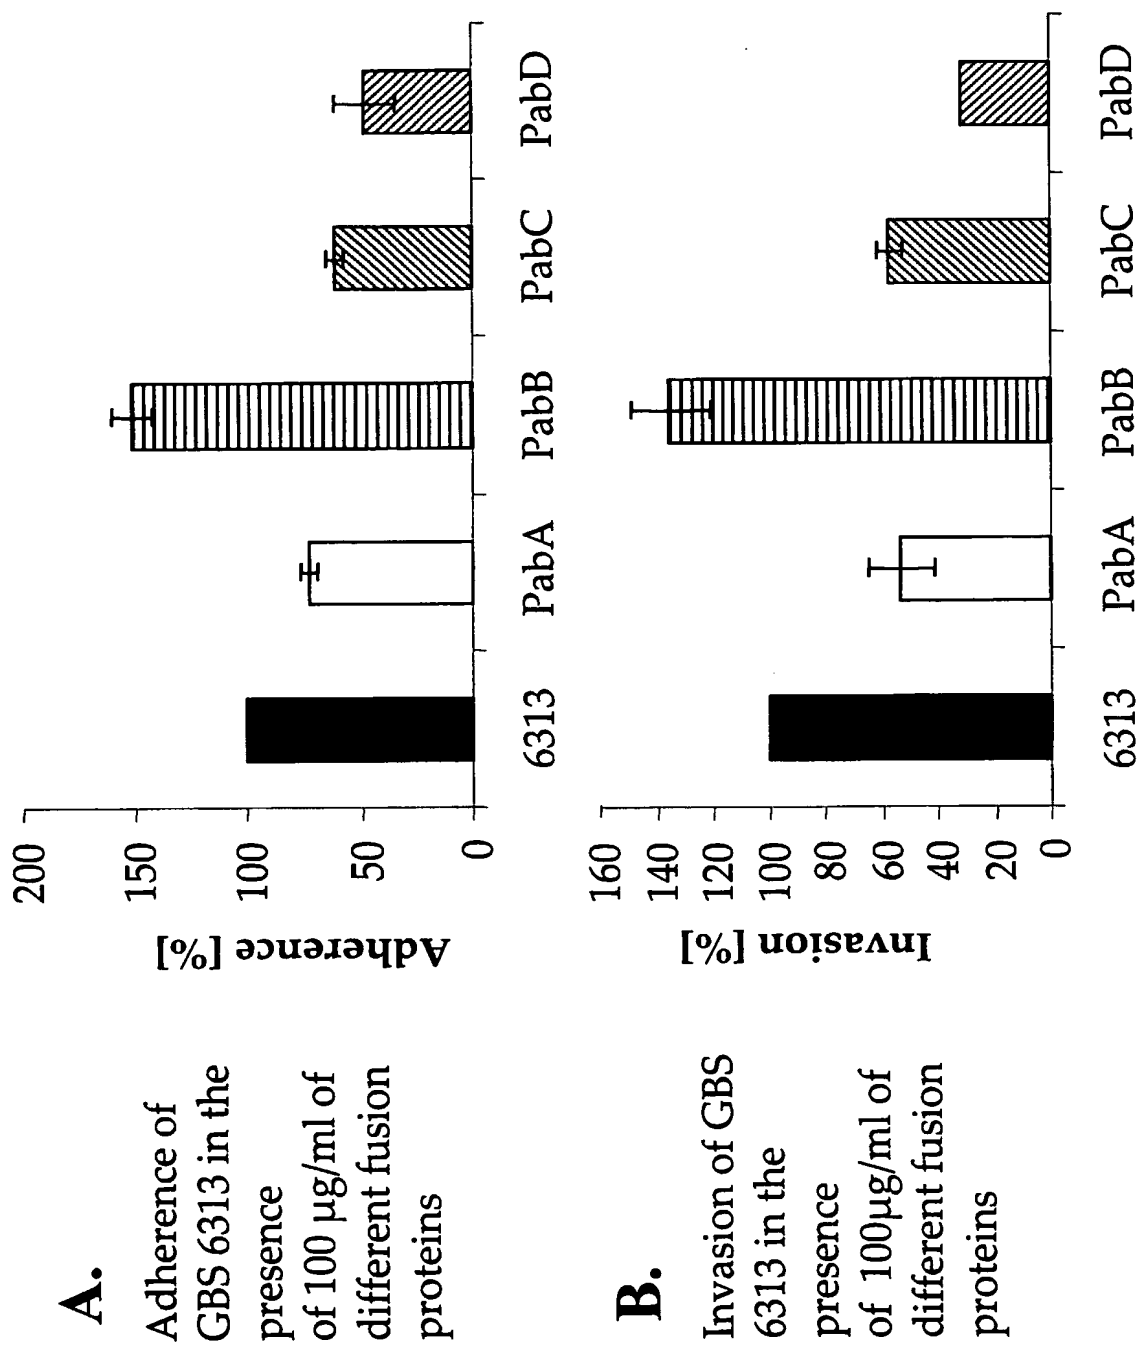 A.
Adherence of
GBS 6313 in the
presence
of 100 µg/ml of
different fusion
proteins
Adherence [%]
200
150
100
50
0
6313 PabA PabB PabC PabD
B.
Invasion of GBS
6313 in the
presence
of 100µg/ml of
different fusion
proteins
Invasion [%]
160
140
120
100
80
60
40
20
0
6313 PabA PabB PabC PabD